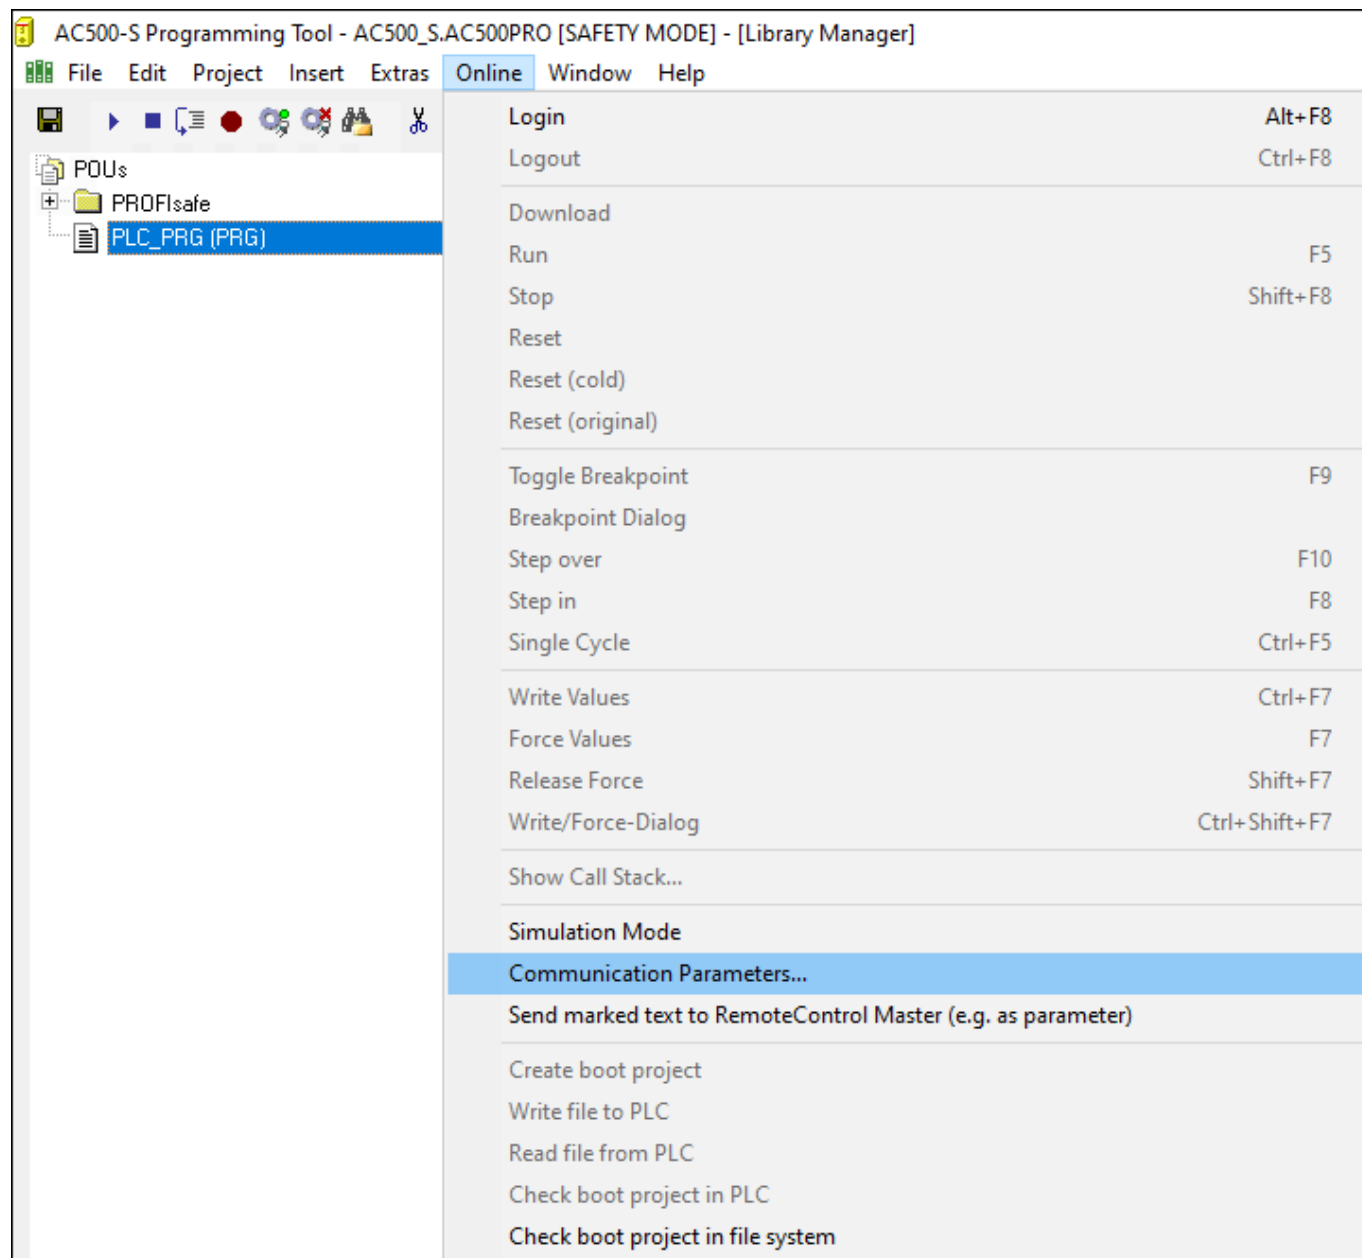 AC500-S Programming Tool - AC500_S.AC500PRO [SAFETY MODE] - [Library Manager]
File Edit Project Insert Extras Online Window Help
POUs
PROFIsafe
PLC_PRG (PRG)
Login Alt+F8
Logout Ctrl+F8
Download
Run F5
Stop Shift+F8
Reset
Reset (cold)
Reset (original)
Toggle Breakpoint F9
Breakpoint Dialog
Step over F10
Step in F8
Single Cycle Ctrl+F5
Write Values Ctrl+F7
Force Values F7
Release Force Shift+F7
Write/Force-Dialog Ctrl+Shift+F7
Show Call Stack...
Simulation Mode
Communication Parameters...
Send marked text to RemoteControl Master (e.g. as parameter)
Create boot project
Write file to PLC
Read file from PLC
Check boot project in PLC
Check boot project in file system